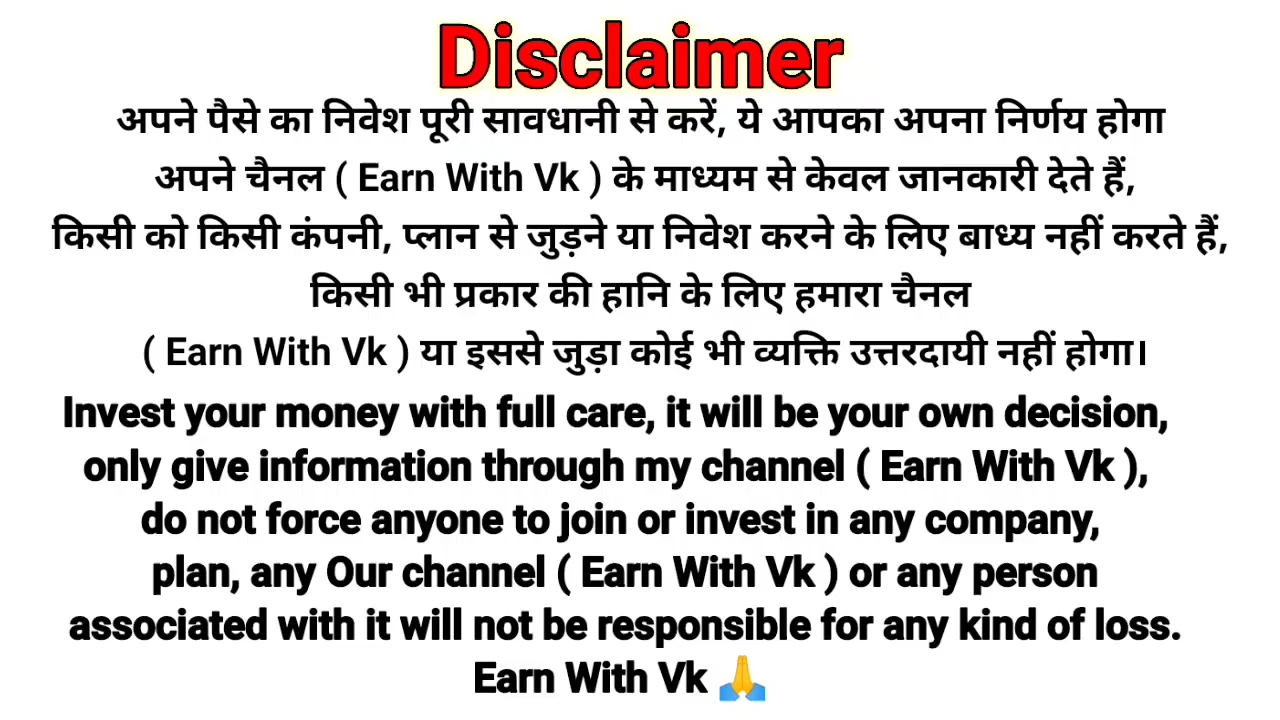 Disclaimer
अपने पैसे का निवेश पूरी सावधानी से करें, ये आपका अपना निर्णय होगा
अपने चैनल ( Earn With Vk ) के माध्यम से केवल जानकारी देते हैं,
किसी को किसी कंपनी, प्लान से जुड़ने या निवेश करने के लिए बाध्य नहीं करते हैं,
किसी भी प्रकार की हानि के लिए हमारा चैनल
( Earn With Vk ) या इससे जुड़ा कोई भी व्यक्ति उत्तरदायी नहीं होगा।
Invest your money with full care, it will be your own decision,
only give information through my channel ( Earn With Vk ),
do not force anyone to join or invest in any company,
plan, any Our channel ( Earn With Vk ) or any person
associated with it will not be responsible for any kind of loss.
Earn With Vk 🙏